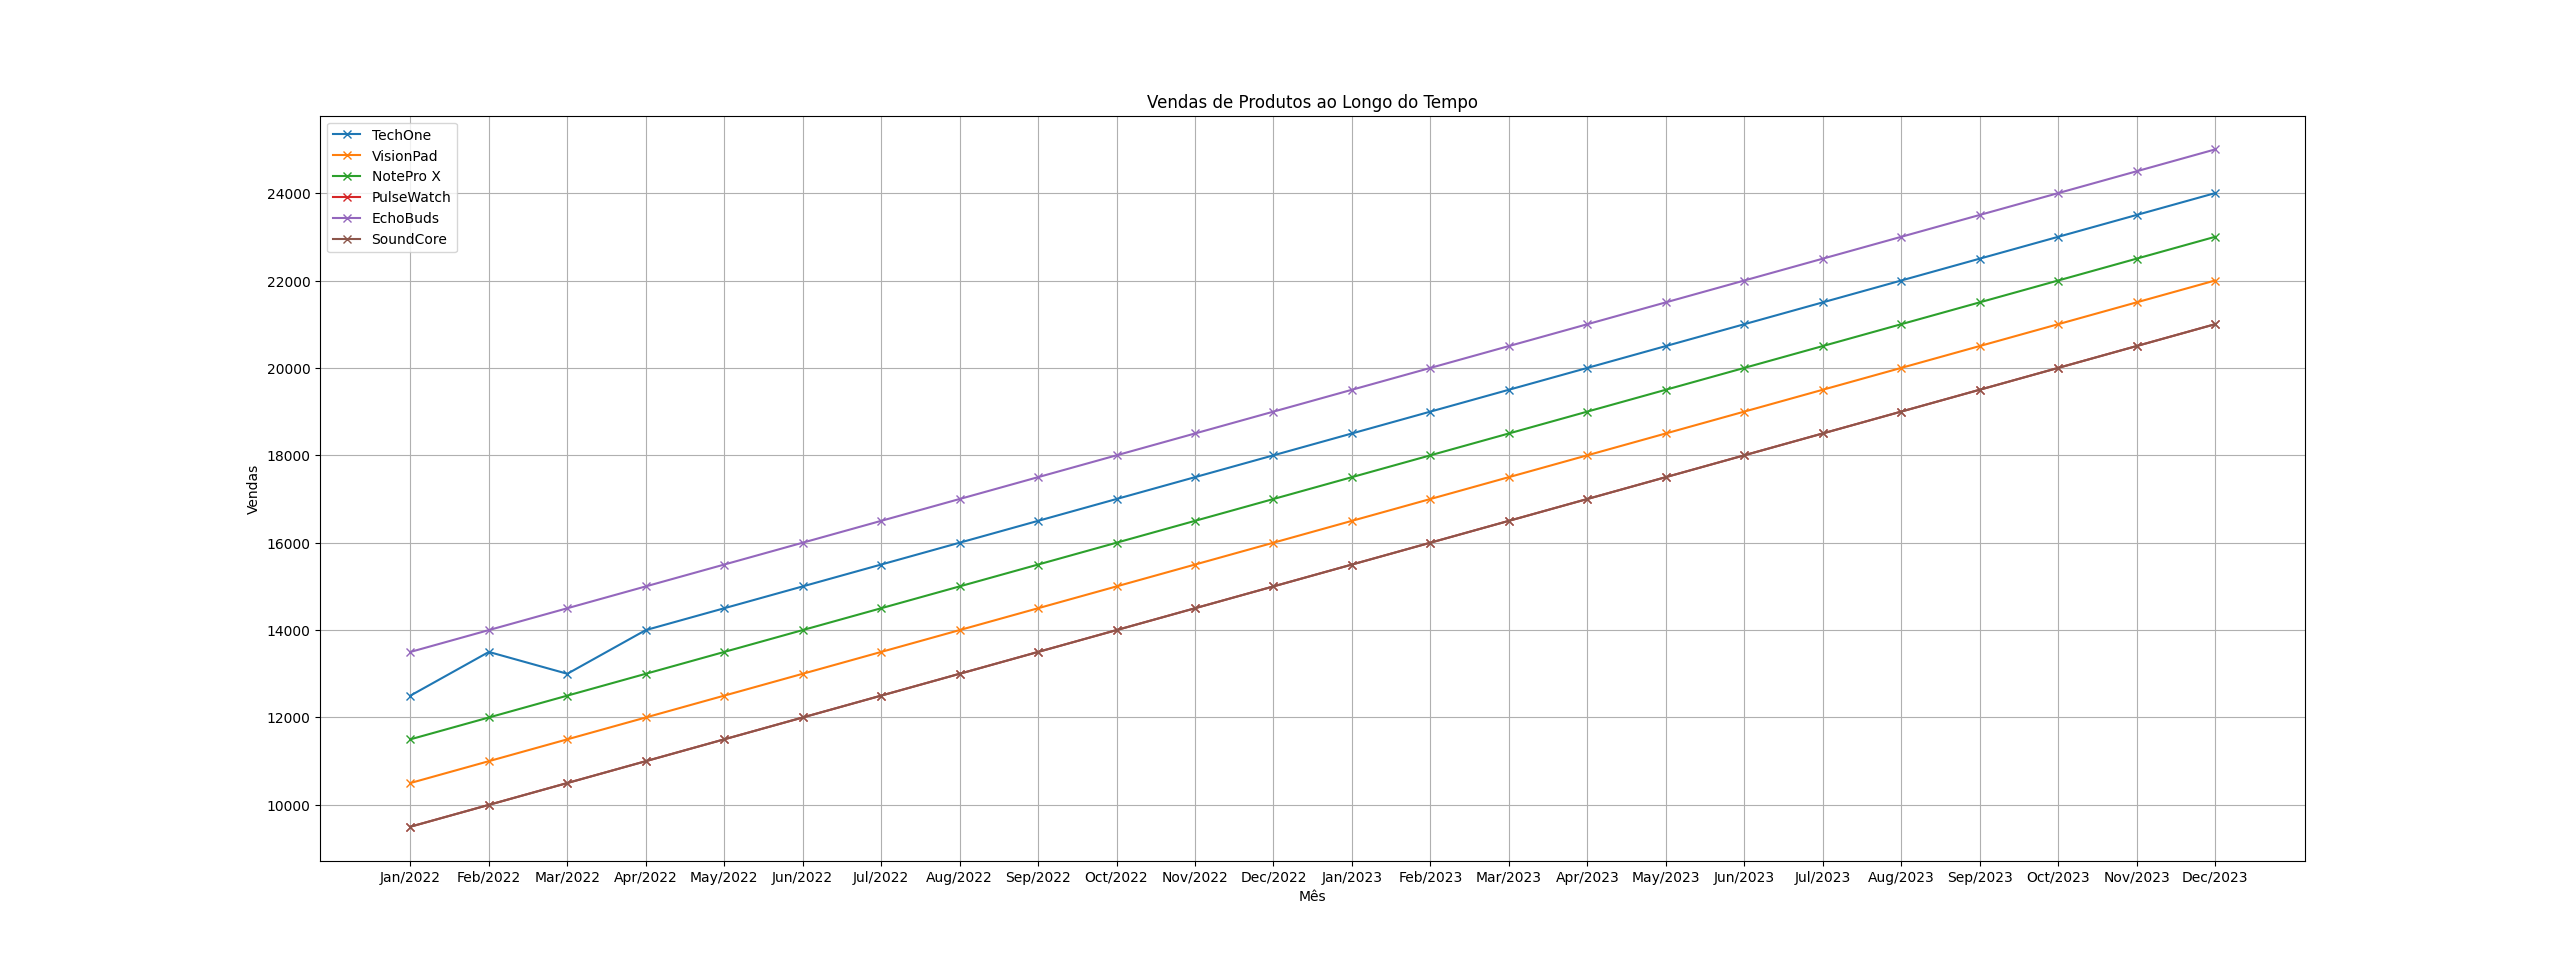 Vendas de Produtos ao Longo do Tempo
TechOne
VisionPad
NotePro X
PulseWatch
EchoBuds
SoundCore
24000
22000
20000
18000
16000
14000
12000
10000
Vendas
Jan/2022 Feb/2022 Mar/2022 Apr/2022 May/2022 Jun/2022 Jul/2022 Aug/2022 Sep/2022 Oct/2022 Nov/2022 Dec/2022 Jan/2023 Feb/2023 Mar/2023 Apr/2023 May/2023 Jun/2023 Jul/2023 Aug/2023 Sep/2023 Oct/2023 Nov/2023 Dec/2023
Mês